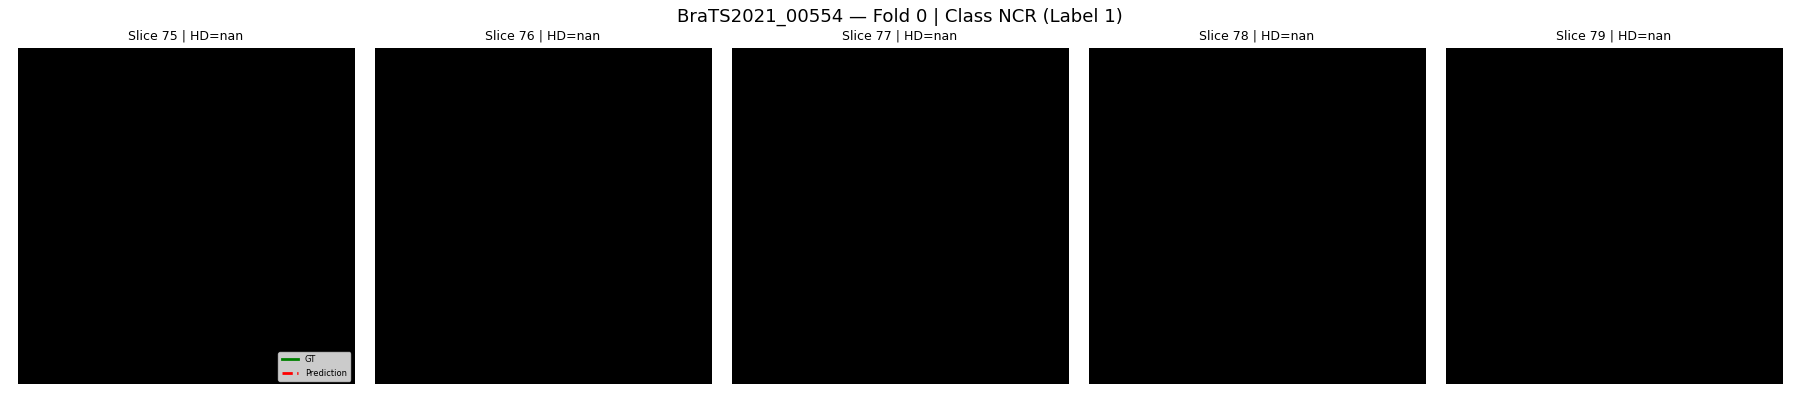 BraTS2021_00554 — Fold 0 | Class NCR (Label 1)
Slice 75 | HD=nan
Slice 76 | HD=nan
Slice 77 | HD=nan
Slice 78 | HD=nan
Slice 79 | HD=nan
GT
Prediction